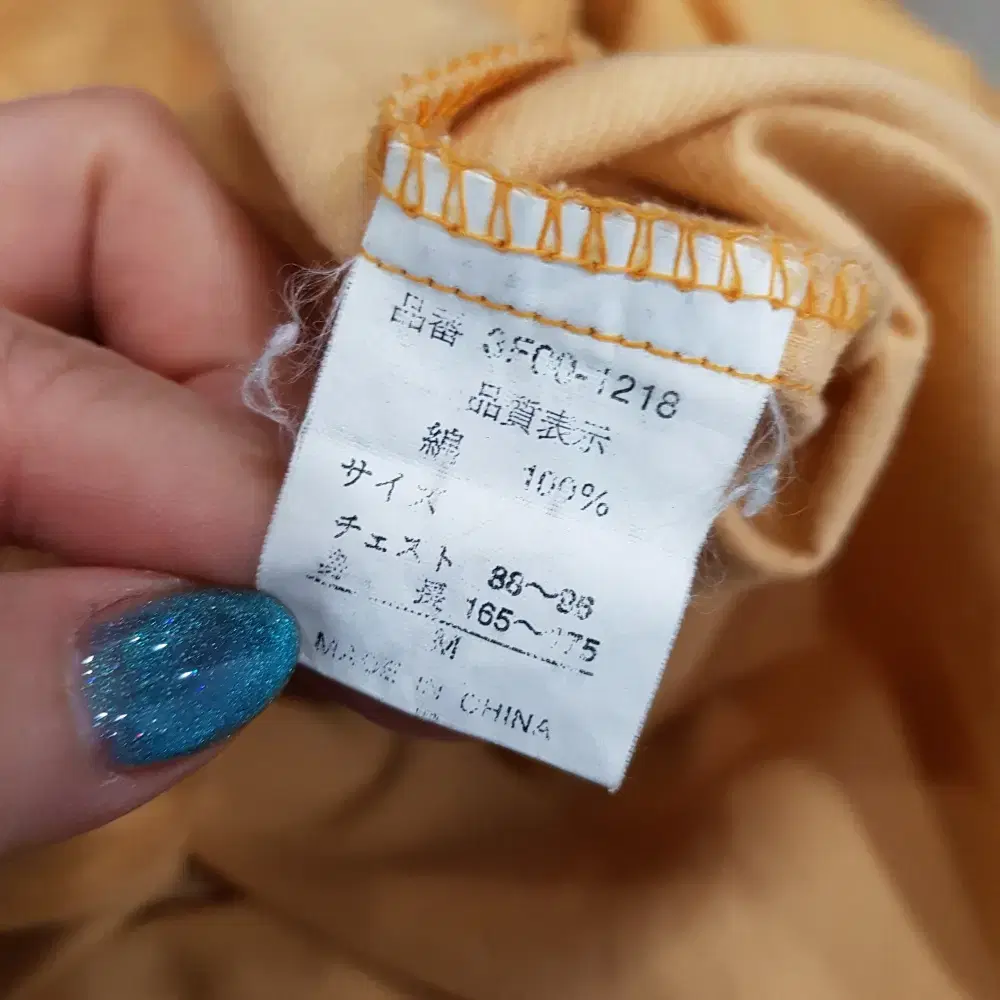 品番 3F00-1218
品質表示
綿 100%
サイズ
チェスト 88〜96
身長 165〜175
M
MADE IN CHINA